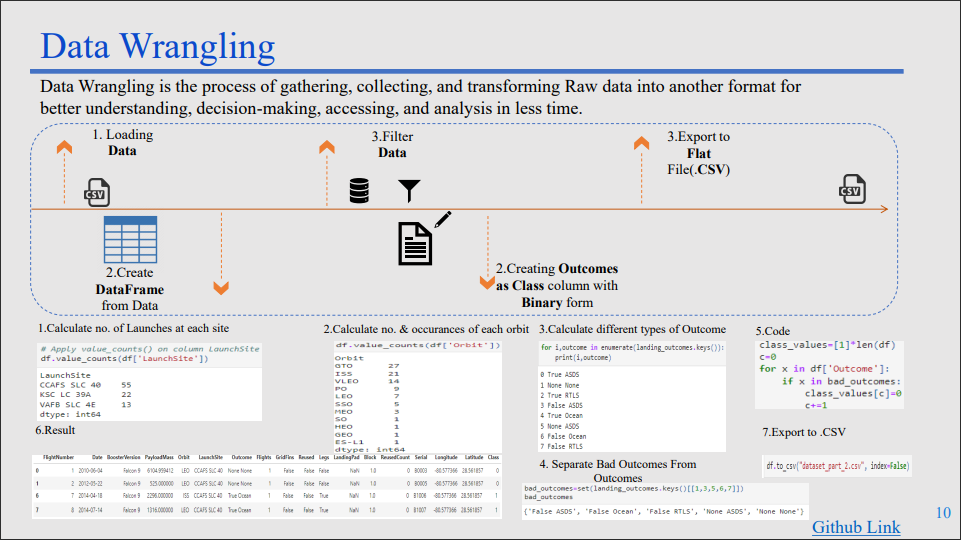 Data Wrangling
Data Wrangling is the process of gathering, collecting, and transforming Raw data into another format for
better understanding, decision-making, accessing, and analysis in less time.
1. Loading
Data
3.Filter
Data
3.Export to
Flat
File(.CSV)
CSV
CSV
2.Create
DataFrame
from Data
2.Creating Outcomes
as Class column with
Binary form
1.Calculate no. of Launches at each site
# Apply value_counts() on column LaunchSite
df.value_counts(df['LaunchSite'])
LaunchSite
CCAFS SLC 40 55
KSC LC 39A 22
VAFB SLC 4E 13
dtype: int64
2.Calculate no. & occurances of each orbit
df.value_counts(df['Orbit'])
Orbit
GTO 27
ISS 21
VLEO 14
PO 9
LEO 7
SSO 5
MEO 3
SO 1
HEO 1
GEO 1
ES-L1 1
dtype: int64
3.Calculate different types of Outcome
for i,outcome in enumerate(landing_outcomes.keys()):
print(i,outcome)
0 True ASDS
1 None None
2 True RTLS
3 False ASDS
4 True Ocean
5 None ASDS
6 False Ocean
7 False RTLS
4. Separate Bad Outcomes From
Outcomes
bad_outcomes=set(landing_outcomes.keys()[[1,3,5,6,7]])
bad_outcomes
{'False ASDS', 'False Ocean', 'False RTLS', 'None ASDS', 'None None'}
5.Code
class_values=[1]*len(df)
c=0
for x in df['Outcome']:
if x in bad_outcomes:
class_values[c]=0
c+=1
6.Result
FlightNumber Date BoosterVersion PayloadMass Orbit LaunchSite Outcome Flights GridFins Reused Legs LandingPad Block ReusedCount Serial Longitude Latitude Class
0 1 2010-06-04 Falcon 9 6104.959412 LEO CCAFS SLC 40 None None 1 False False False NaN 1.0 0 B0003 -80.577366 28.561857 0
1 2 2012-05-22 Falcon 9 525.000000 LEO CCAFS SLC 40 None None 1 False False False NaN 1.0 0 B0005 -80.577366 28.561857 0
6 7 2014-04-18 Falcon 9 2296.000000 ISS CCAFS SLC 40 True Ocean 1 False False True NaN 1.0 0 B1006 -80.577366 28.561857 1
7 8 2014-07-14 Falcon 9 1316.000000 LEO CCAFS SLC 40 True Ocean 1 False False True NaN 1.0 0 B1007 -80.577366 28.561857 1
7.Export to .CSV
df.to_csv("dataset_part_2.csv", index=False)
10
Github Link